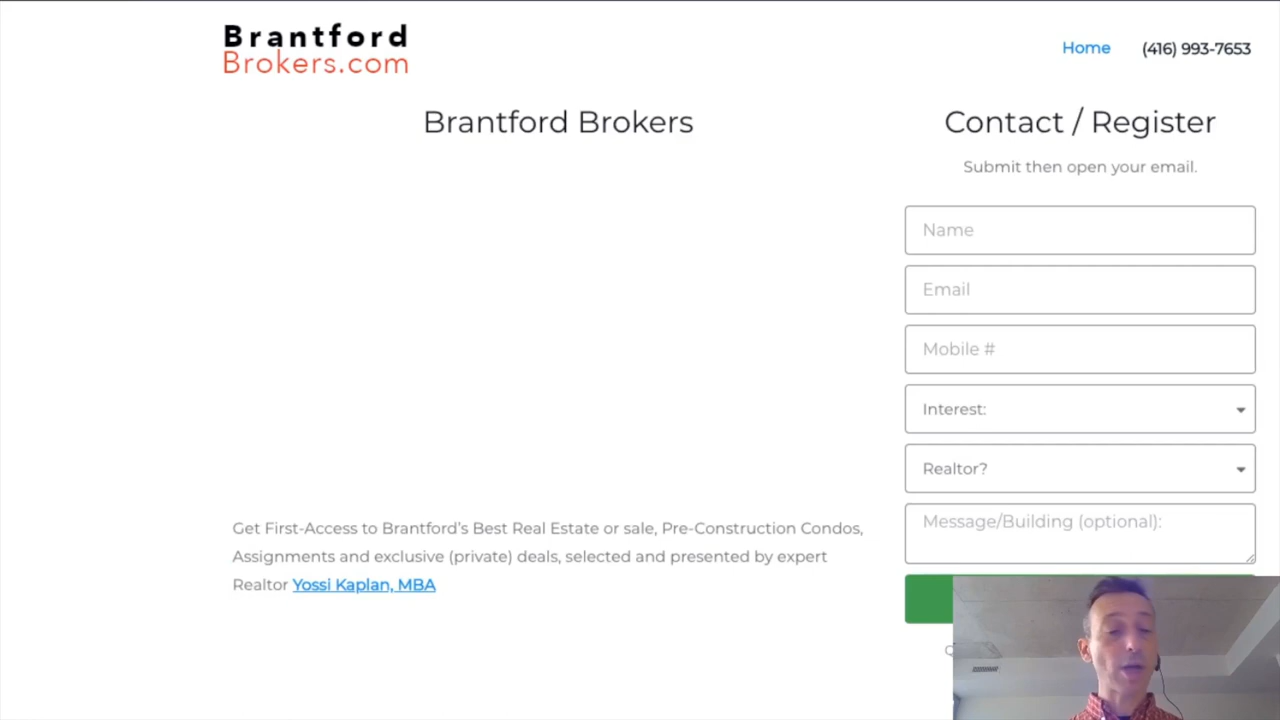 Brantford
Brokers.com
Home
(416) 993-7653
Brantford Brokers
Contact / Register
Submit then open your email.
Name
Email
Mobile #
Interest:
Realtor?
Message/Building (optional):
Get First-Access to Brantford's Best Real Estate or sale, Pre-Construction Condos,
Assignments and exclusive (private) deals, selected and presented by expert
Realtor Yossi Kaplan, MBA